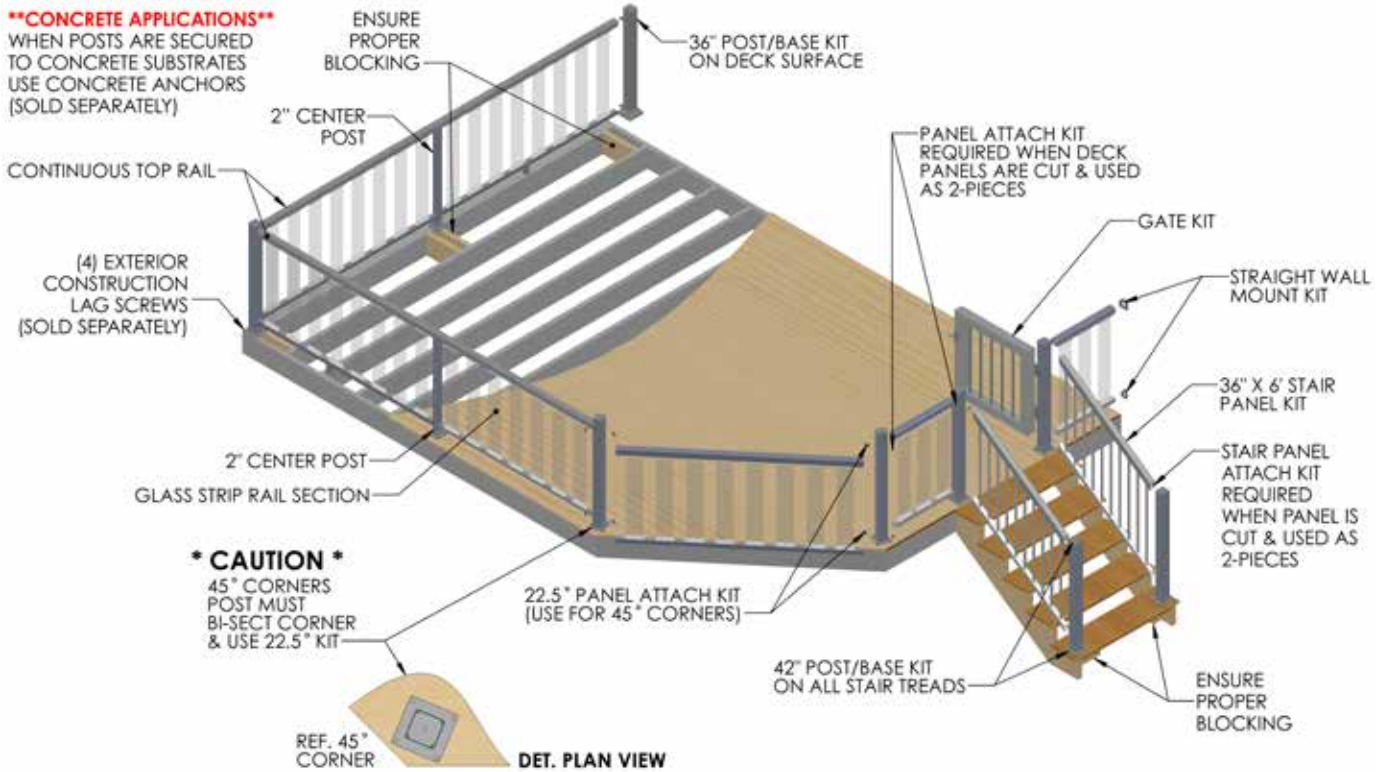 **CONCRETE APPLICATIONS**
WHEN POSTS ARE SECURED
TO CONCRETE SUBSTRATES
USE CONCRETE ANCHORS
(SOLD SEPARATELY)
ENSURE
PROPER
BLOCKING
36" POST/BASE KIT
ON DECK SURFACE
2" CENTER
POST
CONTINUOUS TOP RAIL
PANEL ATTACH KIT
REQUIRED WHEN DECK
PANELS ARE CUT & USED
AS 2-PIECES
GATE KIT
(4) EXTERIOR
CONSTRUCTION
LAG SCREWS
(SOLD SEPARATELY)
STRAIGHT WALL
MOUNT KIT
36" X 6' STAIR
PANEL KIT
2" CENTER POST
GLASS STRIP RAIL SECTION
STAIR PANEL
ATTACH KIT
REQUIRED
WHEN PANEL IS
CUT & USED AS
2-PIECES
* CAUTION *
45° CORNERS
POST MUST
BI-SECT CORNER
& USE 22.5° KIT
22.5° PANEL ATTACH KIT
(USE FOR 45° CORNERS)
42" POST/BASE KIT
ON ALL STAIR TREADS
ENSURE
PROPER
BLOCKING
REF. 45°
CORNER
DET. PLAN VIEW